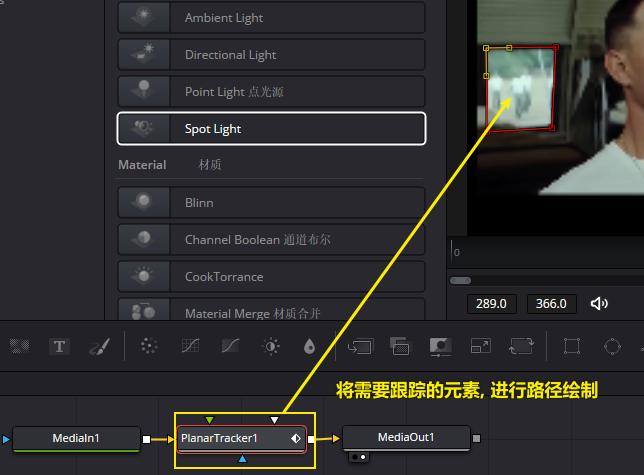 Ambient Light
Directional Light
Point Light 点光源
Spot Light
Material 材质
Blinn
Channel Boolean 通道布尔
CookTorrance
Material Merge 材质合并
0
289.0 366.0
T
将需要跟踪的元素, 进行路径绘制
MediaIn1
PlanarTracker1
MediaOut1